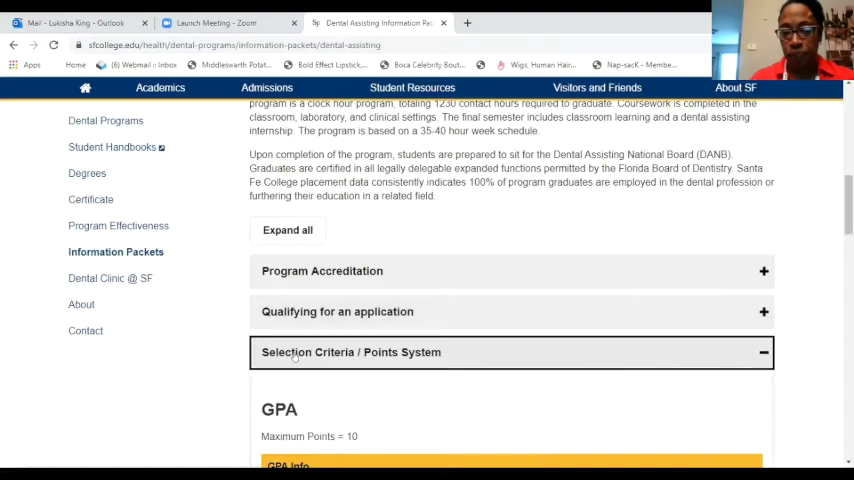 Mail - Lukisha King - Outlook
Launch Meeting - Zoom
Dental Assisting Information Pac
sfcollege.edu/health/dental-programs/information-packets/dental-assisting
Apps
Home
(6) Webmail :: Inbox
Middleswarth Potat...
Bold Effect Lipstick,...
Boca Celebrity Bout...
Wigs, Human Hair...
Nap-sacK - Membe...
Academics
Admissions
Student Resources
Visitors and Friends
About SF
Dental Programs
Student Handbooks
Degrees
Certificate
Program Effectiveness
Information Packets
Dental Clinic @ SF
About
Contact
program is a clock hour program, totaling 1230 contact hours required to graduate. Coursework is completed in the
classroom, laboratory, and clinical settings. The final semester includes classroom learning and a dental assisting
internship. The program is based on a 35-40 hour week schedule.
Upon completion of the program, students are prepared to sit for the Dental Assisting National Board (DANB).
Graduates are certified in all legally delegable expanded functions permitted by the Florida Board of Dentistry. Santa
Fe College placement data consistently indicates 100% of program graduates are employed in the dental profession or
furthering their education in a related field.
Expand all
Program Accreditation
Qualifying for an application
Selection Criteria / Points System
GPA
Maximum Points = 10
GPA Info